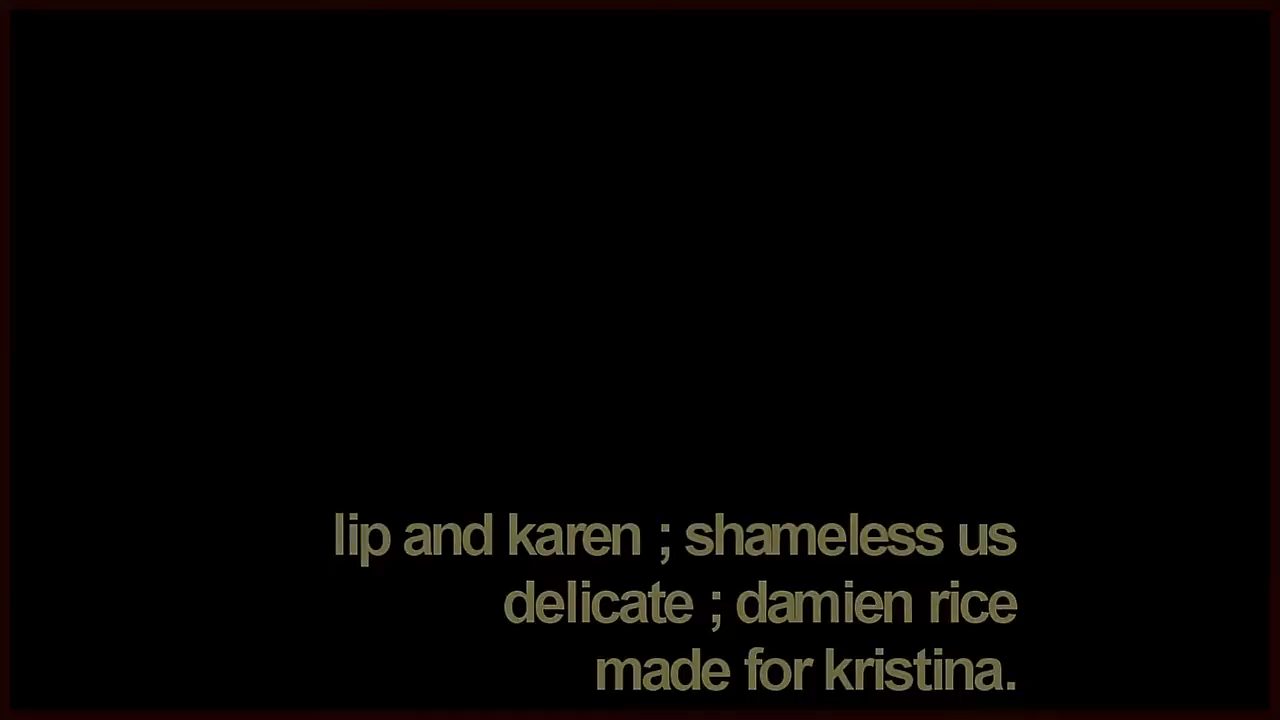 lip and karen ; shameless us
delicate ; damien rice
made for kristina.